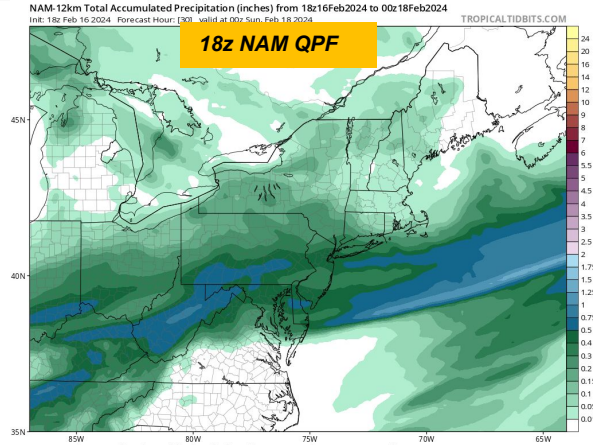 NAM-12km Total Accumulated Precipitation (inches) from 18z16Feb2024 to 00z18Feb2024
Init: 18z Feb 16 2024 Forecast Hour: [30] valid at 00z Sun, Feb 18 2024
TROPICALTIDBITS.COM
18z NAM QPF
45N
40N
35N
85W
80W
75W
70W
65W
24
20
16
14
12
10
9
8
7
6
5.5
5
4.5
4
3.5
3
2.5
2
1.75
1.5
1.25
1
0.75
0.5
0.4
0.3
0.2
0.15
0.1
0.05
0.0